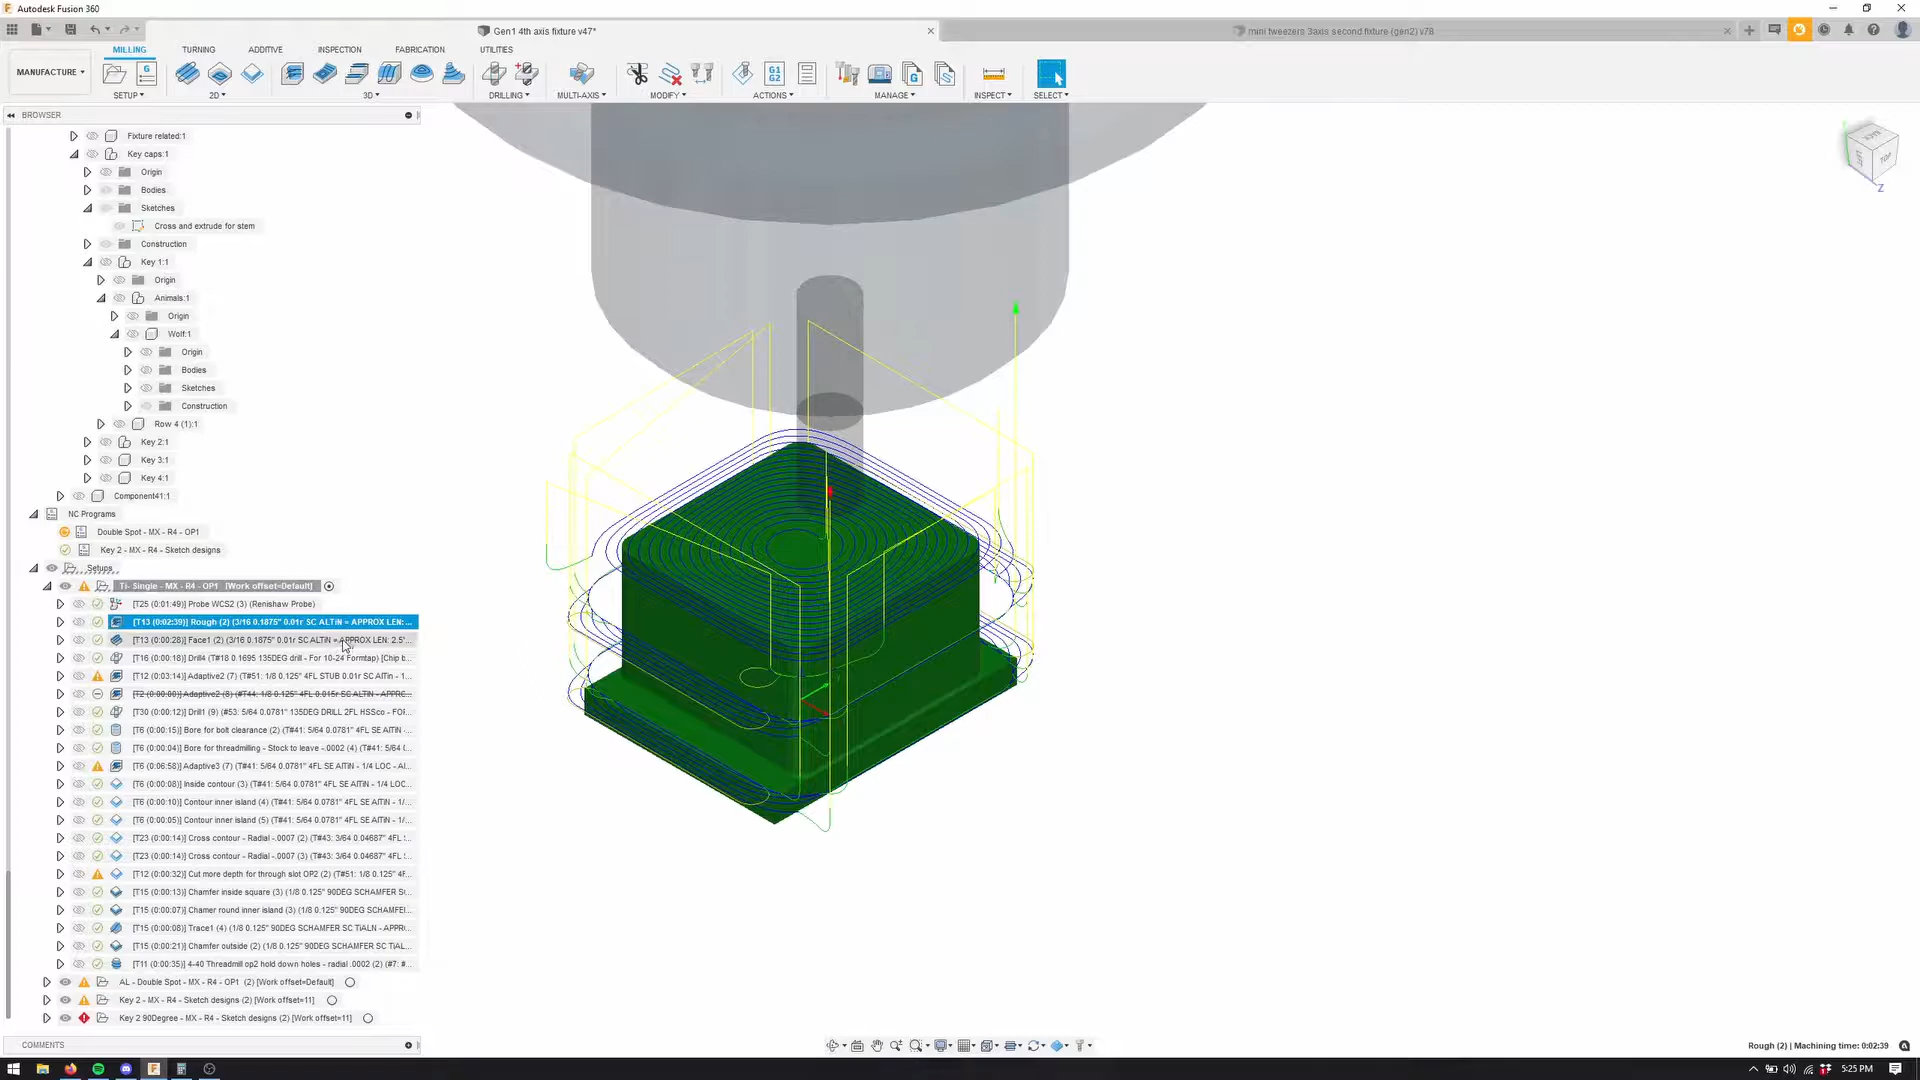 Autodesk Fusion 360
Gen1 4th axis fixture v47*
mini tweezers 3axis second fixture (gen2) v78
MANUFACTURE
MILLING
TURNING
ADDITIVE
INSPECTION
FABRICATION
UTILITIES
G1
G2
SETUP
2D
3D
DRILLING
MULTI-AXIS
MODIFY
ACTIONS
MANAGE
INSPECT
SELECT
BROWSER
Fixture related:1
Key caps:1
Origin
Bodies
Sketches
Cross and extrude for stem
Construction
Key 1:1
Origin
Animals:1
Origin
Wolf:1
Origin
Bodies
Sketches
Construction
Row 4 (1):1
Key 2:1
Key 3:1
Key 4:1
Component41:1
NC Programs
Double Spot - MX - R4 - OP1
Key 2 - MX - R4 - Sketch designs
Setups
Ti- Single - MX - R4 - OP1 [Work offset=Default]
[T25 (0:01:49)] Probe WCS2 (3) (Renishaw Probe)
[T13 (0:02:39)] Rough (2) (3/16 0.1875" 0.01r SC ALTiN = APPROX LEN: ...
[T13 (0:00:28)] Face1 (2) (3/16 0.1875" 0.01r SC ALTiN = APPROX LEN: 2.5"...
[T16 (0:00:18)] Drill4 (T#18 0.1695 135DEG drill - For 10-24 Formtap) [Chip b...
[T12 (0:03:14)] Adaptive2 (7) (T#51: 1/8 0.125" 4FL STUB 0.01r SC AlTin - 1...
[T2 (0:00:00)] Adaptive2 (8) (#T44: 1/8 0.125" 4FL 0.015r SC ALTiN - APPRO...
[T30 (0:00:12)] Drill1 (9) (#53: 5/64 0.0781" 135DEG DRILL 2FL HSSco - FOR...
[T6 (0:00:15)] Bore for bolt clearance (2) (T#41: 5/64 0.0781" 4FL SE AlTiN -...
[T6 (0:00:04)] Bore for threadmilling - Stock to leave -.0002 (4) (T#41: 5/64 0...
[T6 (0:06:58)] Adaptive3 (7) (T#41: 5/64 0.0781" 4FL SE AlTiN - 1/4 LOC - Al...
[T6 (0:00:08)] Inside contour (3) (T#41: 5/64 0.0781" 4FL SE AlTiN - 1/4 LOC...
[T6 (0:00:10)] Contour inner island (4) (T#41: 5/64 0.0781" 4FL SE AlTiN - 1/...
[T6 (0:00:05)] Contour inner island (5) (T#41: 5/64 0.0781" 4FL SE AlTiN - 1/...
[T23 (0:00:14)] Cross contour - Radial -.0007 (2) (T#43: 3/64 0.04687" 4FL S...
[T23 (0:00:14)] Cross contour - Radial -.0007 (3) (T#43: 3/64 0.04687" 4FL S...
[T12 (0:00:32)] Cut more depth for through slot OP2 (2) (T#51: 1/8 0.125" 4F...
[T15 (0:00:13)] Chamfer inside square (3) (1/8 0.125" 90DEG SCHAMFER S...
[T15 (0:00:07)] Chamer round inner island (3) (1/8 0.125" 90DEG SCHAMFE...
[T15 (0:00:08)] Trace1 (4) (1/8 0.125" 90DEG SCHAMFER SC TiALN - APPR...
[T15 (0:00:21)] Chamfer outside (2) (1/8 0.125" 90DEG SCHAMFER SC TiAL...
[T11 (0:00:35)] 4-40 Threadmill op2 hold down holes - radial .0002 (2) (#7: #...
AL - Double Spot - MX - R4 - OP1 (2) [Work offset=Default]
Key 2 - MX - R4 - Sketch designs (2) [Work offset=11]
Key 2 90Degree - MX - R4 - Sketch designs (2) [Work offset=11]
COMMENTS
BACK
TOP
Z
Rough (2) | Machining time: 0:02:39
5:25 PM